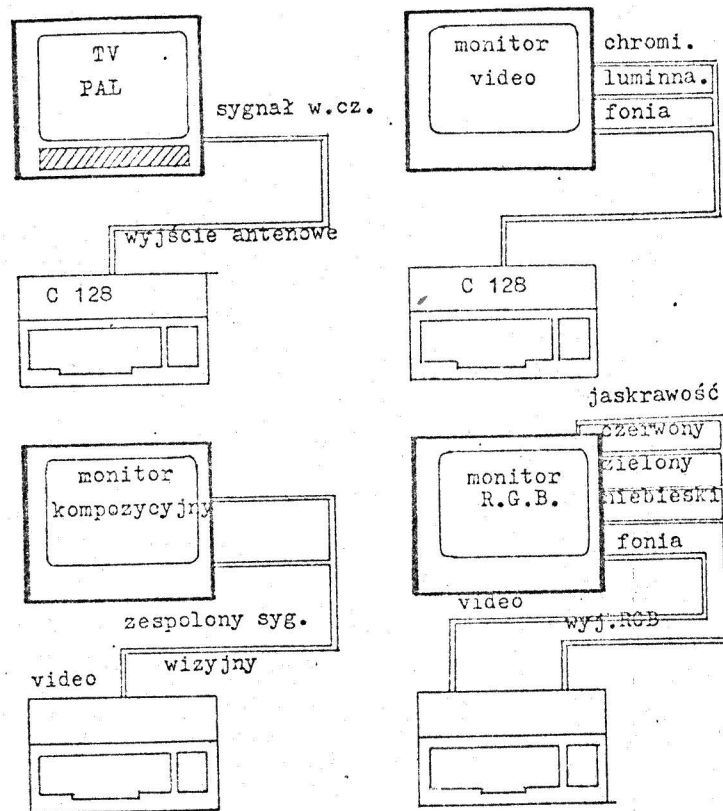 TV
PAL
sygnał w.cz.
wyjście antenowe
C 128
monitor
video
chromi.
luminna.
fonia
C 128
monitor
kompozycyjny
zespolony syg.
wizyjny
video
jaskrawość
czerwony
zielony
niebieski
monitor
R.G.B.
fonia
video
wyj.RGB